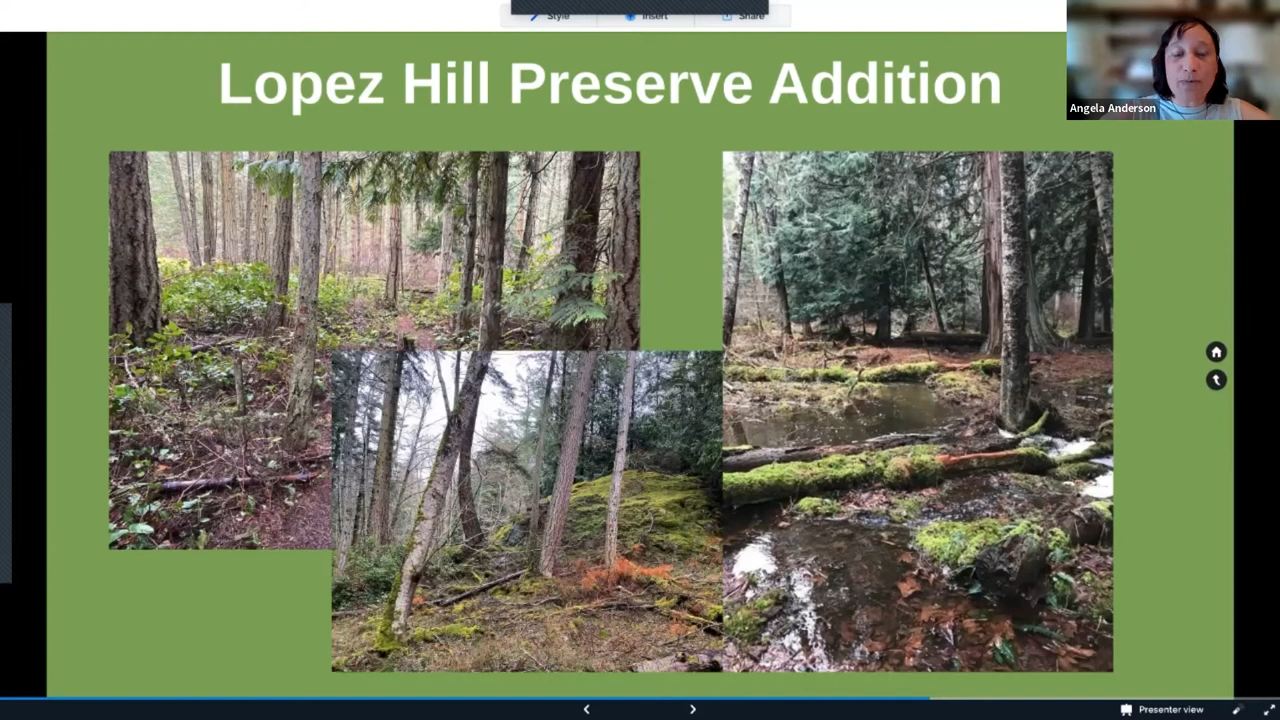 Style
Insert
Share
Lopez Hill Preserve Addition
Angela Anderson
Presenter view